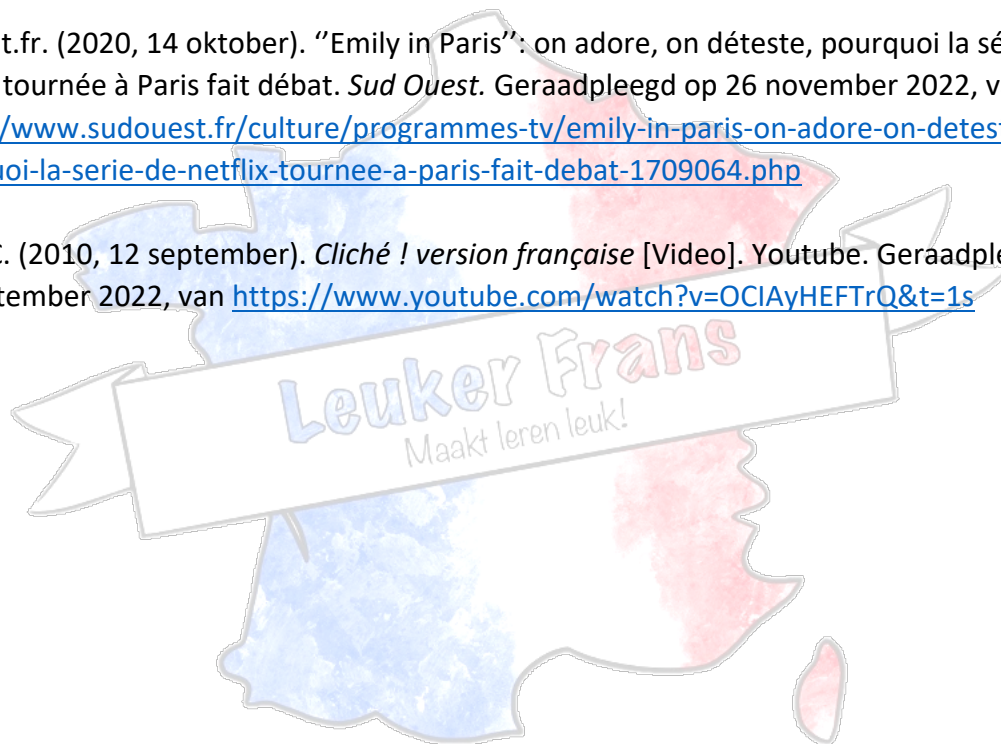 t.fr. (2020, 14 oktober). ‘’Emily in Paris’’: on adore, on déteste, pourquoi la sé
tournée à Paris fait débat. Sud Ouest. Geraadpleegd op 26 november 2022, v
/www.sudouest.fr/culture/programmes-tv/emily-in-paris-on-adore-on-detest
uoi-la-serie-de-netflix-tournee-a-paris-fait-debat-1709064.php
C. (2010, 12 september). Cliché ! version française [Video]. Youtube. Geraadple
tember 2022, van https://www.youtube.com/watch?v=OCIAyHEFTrQ&t=1s
Leuker Frans
Maakt leren leuk!